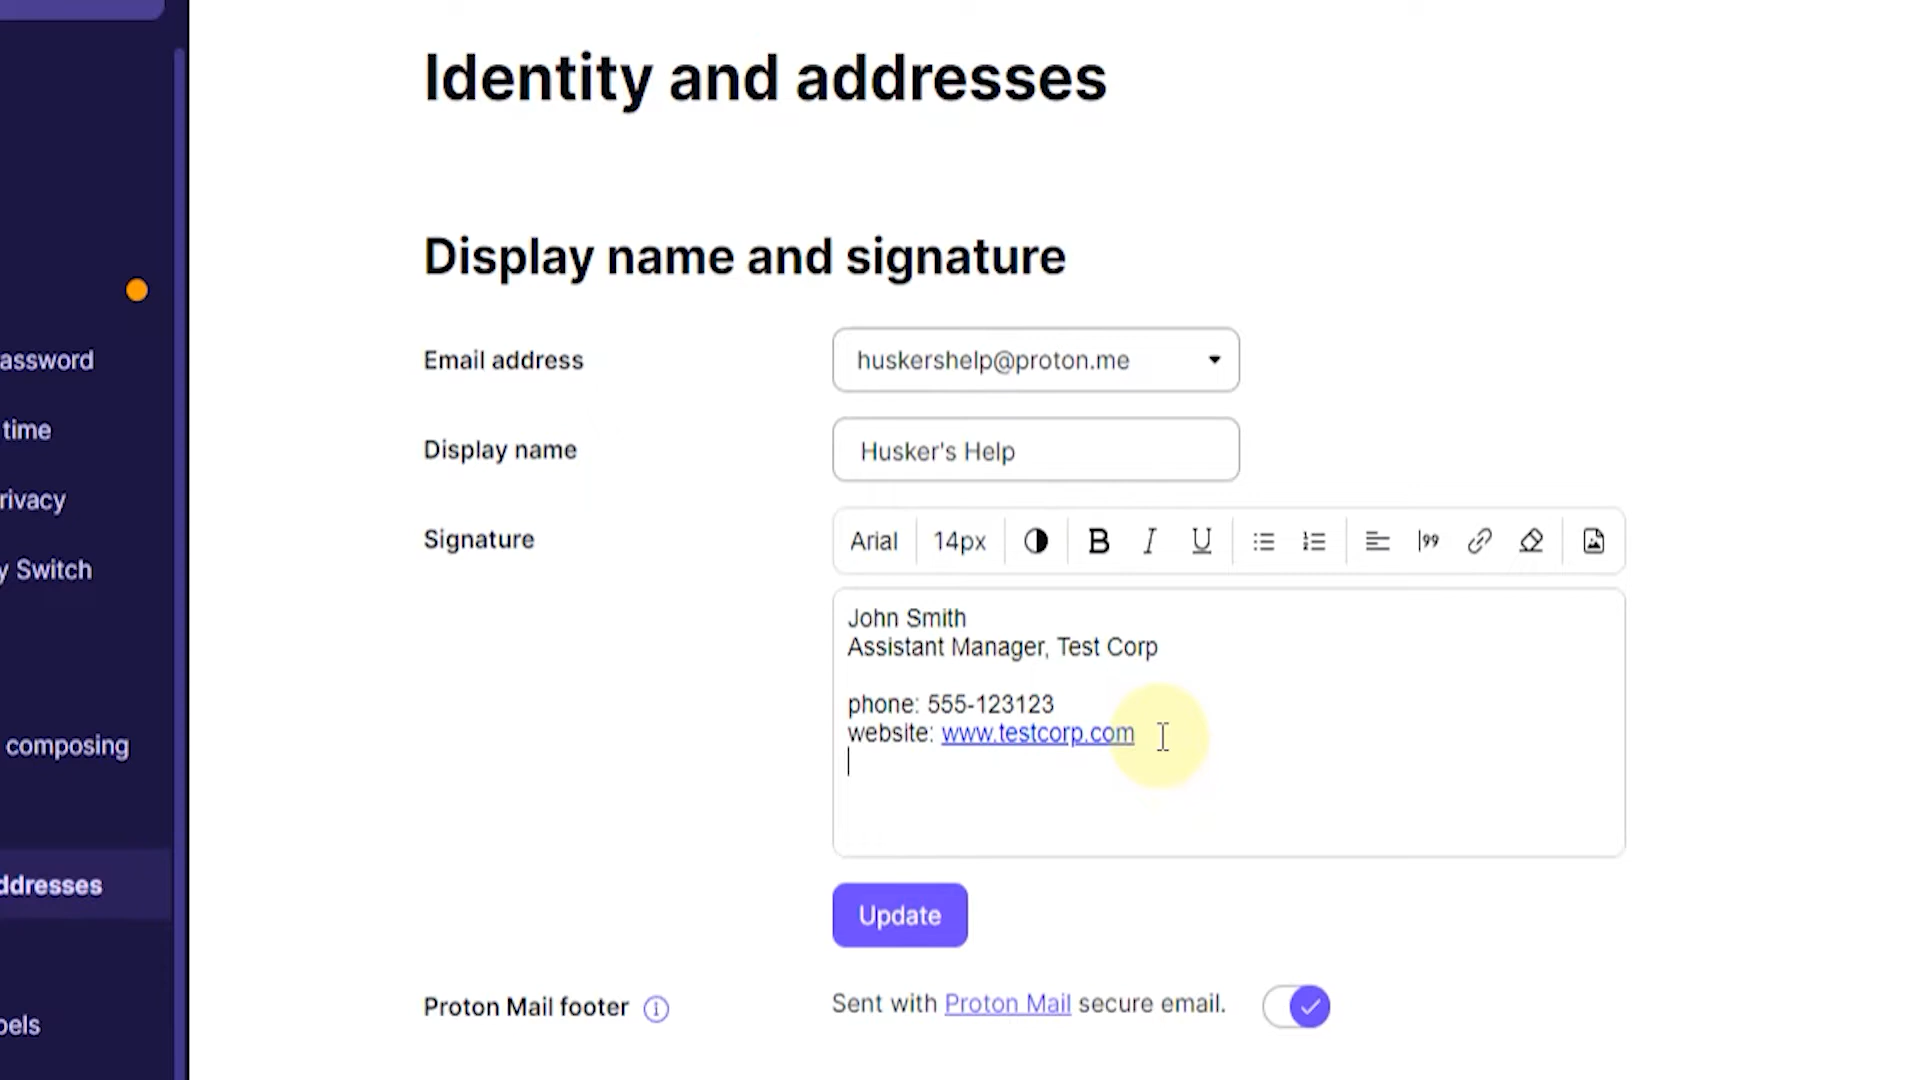 Identity and addresses
Display name and signature
assword
time
rivacy
y Switch
composing
ddresses
pels
Email address
huskershelp@proton.me
Display name
Husker's Help
Signature
Arial 14px B I U
John Smith
Assistant Manager, Test Corp
phone: 555-123123
website: www.testcorp.com
Update
Proton Mail footer
Sent with Proton Mail secure email.